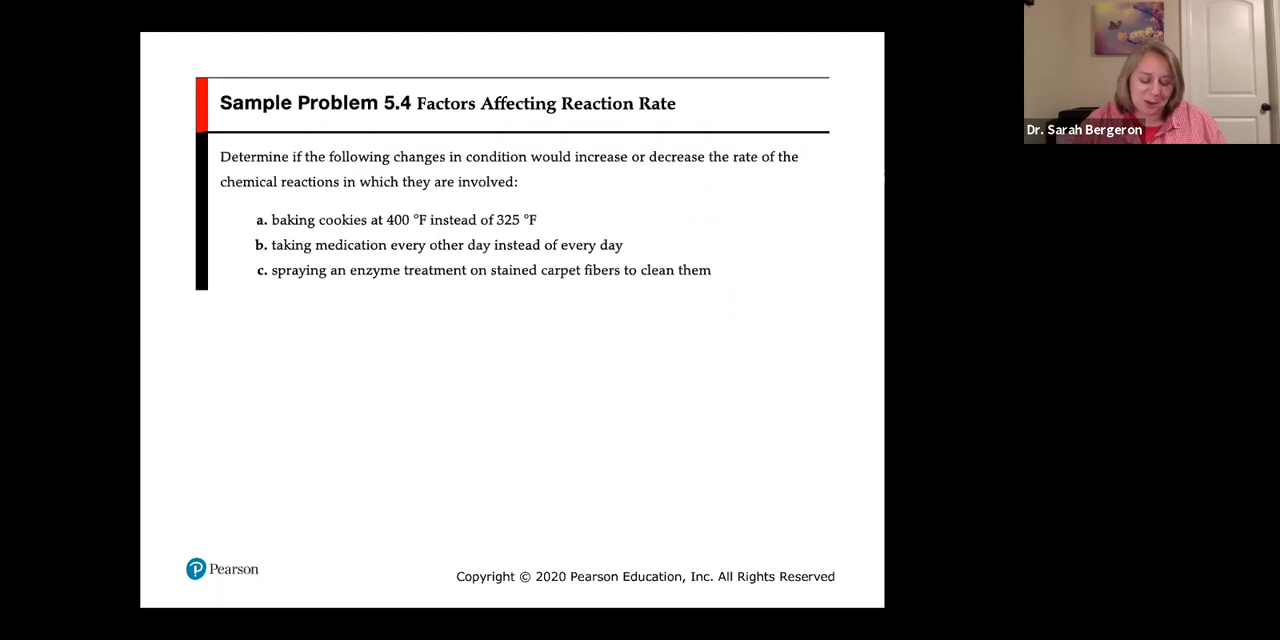 Sample Problem 5.4 Factors Affecting Reaction Rate
Determine if the following changes in condition would increase or decrease the rate of the
chemical reactions in which they are involved:
a. baking cookies at 400 °F instead of 325 °F
b. taking medication every other day instead of every day
c. spraying an enzyme treatment on stained carpet fibers to clean them
P Pearson
Copyright © 2020 Pearson Education, Inc. All Rights Reserved
Dr. Sarah Bergeron